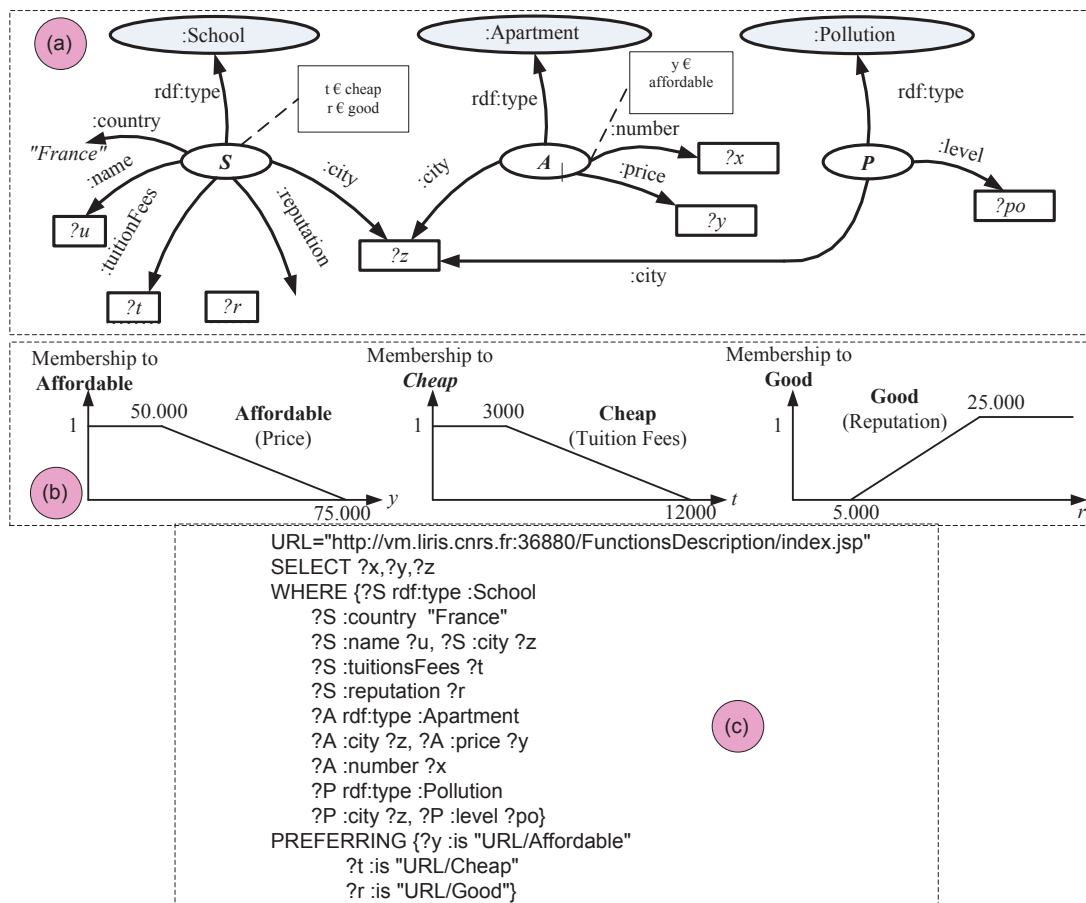 (a)
:School
:Apartment
:Pollution
rdf:type
t € cheap
r € good
rdf:type
y €
affordable
rdf:type
:country
"France"
S
:name
?u
:tuitionFees
?t
:reputation
?r
:city
?z
:city
A
:number
?x
:price
?y
P
:level
?po
:city
Membership to
Affordable
1
50.000
Affordable
(Price)
75.000
y
(b)
Membership to
Cheap
1
3000
Cheap
(Tuition Fees)
12000
t
Membership to
Good
1
Good
(Reputation)
25.000
5.000
r
URL="http://vm.liris.cnrs.fr:36880/FunctionsDescription/index.jsp"
SELECT ?x,?y,?z
WHERE {?S rdf:type :School
?S :country "France"
?S :name ?u, ?S :city ?z
?S :tuitionsFees ?t
?S :reputation ?r
?A rdf:type :Apartment
?A :city ?z, ?A :price ?y
?A :number ?x
?P rdf:type :Pollution
?P :city ?z, ?P :level ?po}
PREFERRING {?y :is "URL/Affordable"
?t :is "URL/Cheap"
?r :is "URL/Good"}
(c)